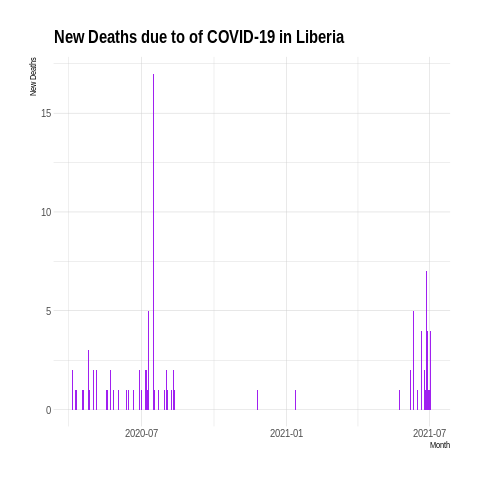 New Deaths due to of COVID-19 in Liberia
New Deaths
15
10
5
0
2020-07
2021-01
2021-07
Month